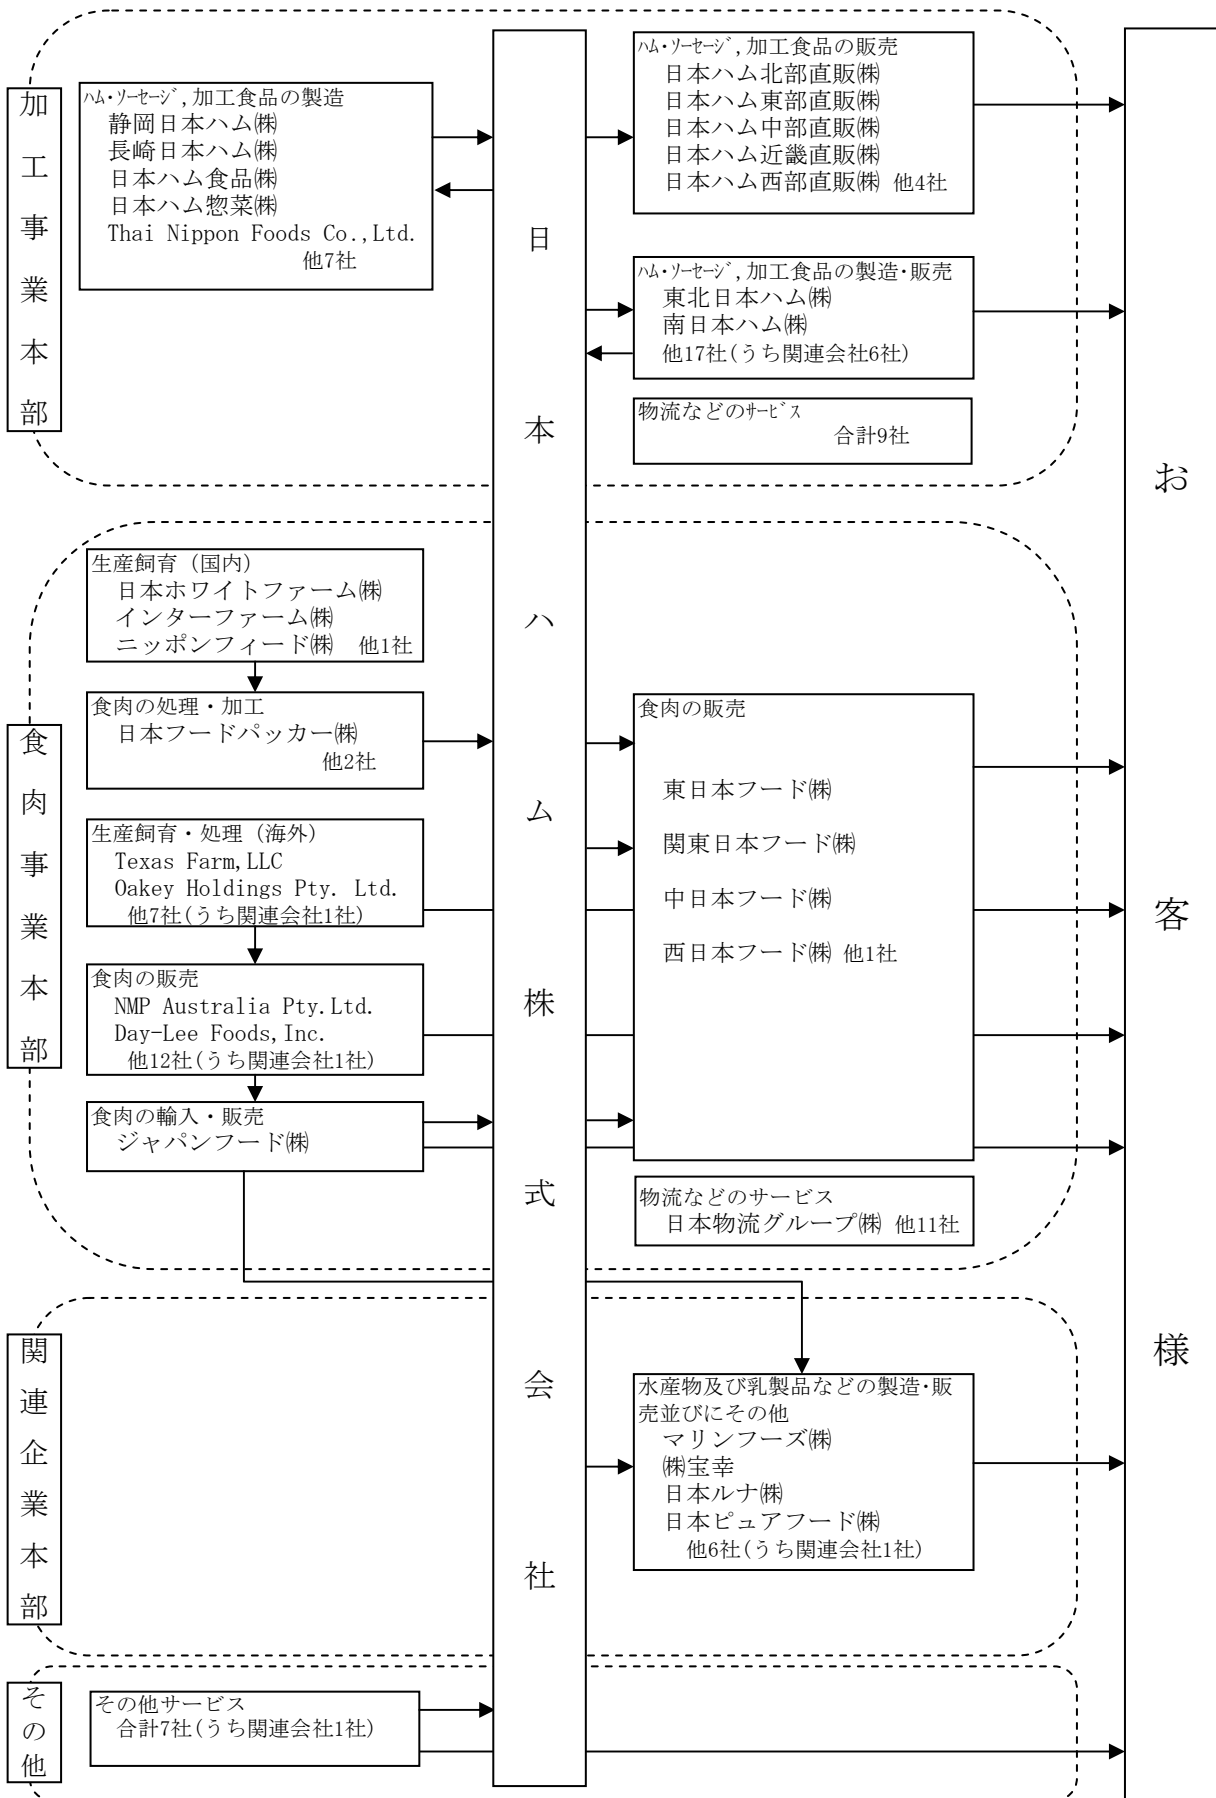 加工事業本部
ﾊﾑ・ｿｰｾｰｼﾞ,加工食品の製造
静岡日本ハム㈱
長崎日本ハム㈱
日本ハム食品㈱
日本ハム惣菜㈱
Thai Nippon Foods Co.,Ltd.
他7社
ﾊﾑ・ｿｰｾｰｼﾞ,加工食品の販売
日本ハム北部直販㈱
日本ハム東部直販㈱
日本ハム中部直販㈱
日本ハム近畿直販㈱
日本ハム西部直販㈱ 他4社
ﾊﾑ・ｿｰｾｰｼﾞ,加工食品の製造・販売
東北日本ハム㈱
南日本ハム㈱
他17社(うち関連会社6社)
物流などのｻｰﾋﾞｽ
合計9社
日本ハム株式会社
お客様
食肉事業本部
生産飼育（国内）
日本ホワイトファーム㈱
インターファーム㈱
ニッポンフィード㈱ 他1社
食肉の処理・加工
日本フードパッカー㈱
他2社
生産飼育・処理（海外）
Texas Farm,LLC
Oakey Holdings Pty. Ltd.
他7社(うち関連会社1社)
食肉の販売
NMP Australia Pty.Ltd.
Day-Lee Foods,Inc.
他12社(うち関連会社1社)
食肉の輸入・販売
ジャパンフード㈱
食肉の販売
東日本フード㈱
関東日本フード㈱
中日本フード㈱
西日本フード㈱ 他1社
物流などのサービス
日本物流グループ㈱ 他11社
関連企業本部
水産物及び乳製品などの製造・販
売並びにその他
マリンフーズ㈱
㈱宝幸
日本ルナ㈱
日本ピュアフード㈱
他6社(うち関連会社1社)
その他
その他サービス
合計7社(うち関連会社1社)